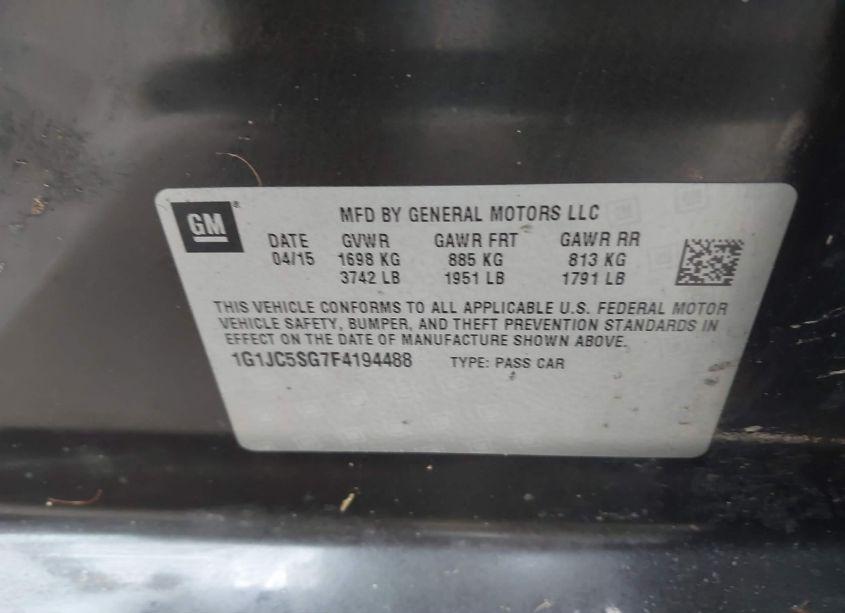 GM ®
MFD BY GENERAL MOTORS LLC
DATE GVWR GAWR FRT GAWR RR
04/15 1698 KG 885 KG 813 KG
3742 LB 1951 LB 1791 LB
THIS VEHICLE CONFORMS TO ALL APPLICABLE U.S. FEDERAL MOTOR
VEHICLE SAFETY, BUMPER, AND THEFT PREVENTION STANDARDS IN
EFFECT ON THE DATE OF MANUFACTURE SHOWN ABOVE.
1G1JC5SG7F4194488 TYPE: PASS CAR